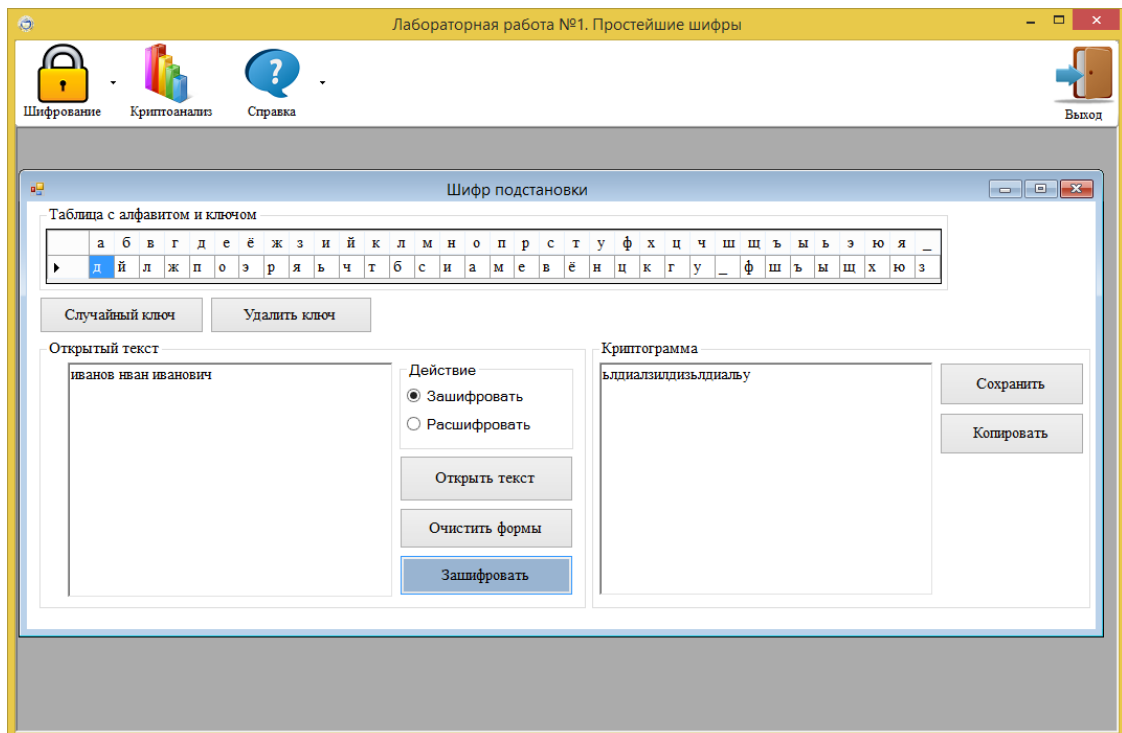 Лабораторная работа №1. Простейшие шифры
Шифрование Криптоанализ Справка Выход
Шифр подстановки
Таблица с алфавитом и ключом
а б в г д е ё ж з и й к л м н о п р с т у ф х ц ч ш щ ъ ы ь э ю я _
д й л ж п о э р я ь ч т б с и а м е в ё н ц к г у _ ф ш ъ ы щ х ю з
Случайный ключ Удалить ключ
Открытый текст
иванов нван иванович
Действие
Зашифровать
Расшифровать
Открыть текст
Очистить формы
Зашифровать
Криптограмма
ьлдиалзилдизьлдиальу
Сохранить
Копировать